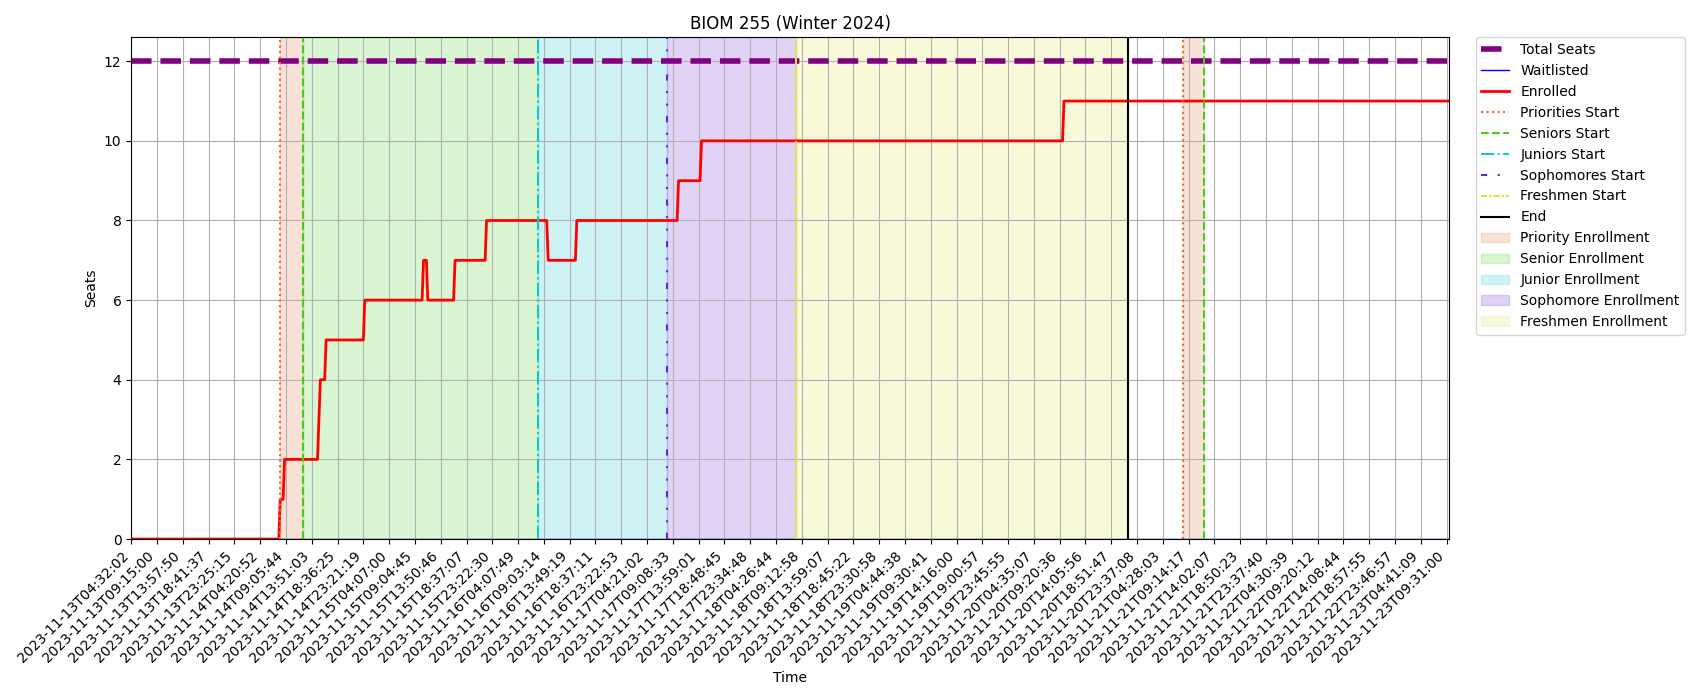 BIOM 255 (Winter 2024)
Total Seats
Waitlisted
Enrolled
Priorities Start
Seniors Start
Juniors Start
Sophomores Start
Freshmen Start
End
Priority Enrollment
Senior Enrollment
Junior Enrollment
Sophomore Enrollment
Freshmen Enrollment
Seats
12
10
8
6
4
2
0
2023-11-13T04:32:02
2023-11-13T09:15:00
2023-11-13T13:57:50
2023-11-13T18:41:37
2023-11-13T23:25:15
2023-11-14T04:20:52
2023-11-14T09:05:44
2023-11-14T13:51:03
2023-11-14T18:36:25
2023-11-14T23:21:19
2023-11-15T04:07:00
2023-11-15T09:04:45
2023-11-15T13:50:46
2023-11-15T18:37:07
2023-11-15T23:22:30
2023-11-16T04:07:49
2023-11-16T09:03:14
2023-11-16T13:49:19
2023-11-16T18:37:11
2023-11-16T23:22:53
2023-11-17T04:21:02
2023-11-17T09:08:33
2023-11-17T13:59:01
2023-11-17T18:48:45
2023-11-17T23:34:48
2023-11-18T04:26:44
2023-11-18T09:12:58
2023-11-18T13:59:07
2023-11-18T18:45:22
2023-11-18T23:30:58
2023-11-19T04:44:38
2023-11-19T09:30:41
2023-11-19T14:16:00
2023-11-19T19:00:57
2023-11-19T23:45:55
2023-11-20T04:35:07
2023-11-20T09:20:36
2023-11-20T14:05:56
2023-11-20T18:51:47
2023-11-20T23:37:08
2023-11-21T04:28:03
2023-11-21T09:14:17
2023-11-21T14:02:07
2023-11-21T18:50:23
2023-11-21T23:37:40
2023-11-22T04:30:39
2023-11-22T09:20:12
2023-11-22T14:08:44
2023-11-22T18:57:55
2023-11-22T23:46:57
2023-11-23T04:41:09
2023-11-23T09:31:00
Time